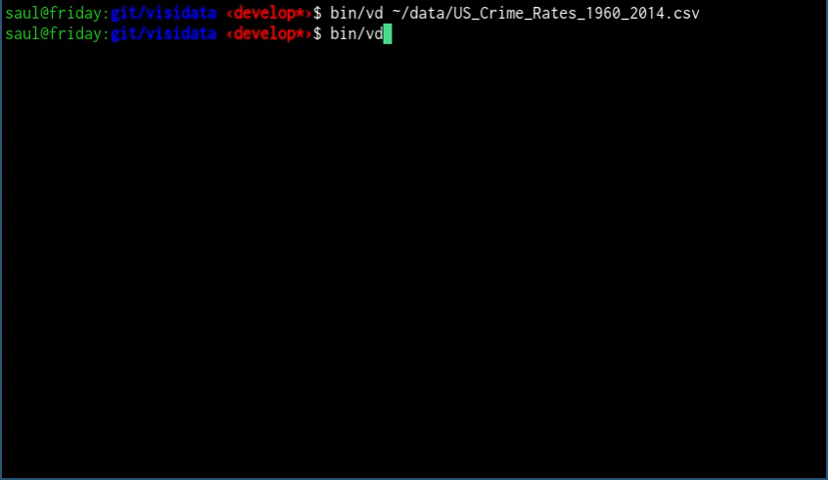 saul@friday:git/visidata ‹develop*›$ bin/vd ~/data/US_Crime_Rates_1960_2014.csv
saul@friday:git/visidata ‹develop*›$ bin/vd